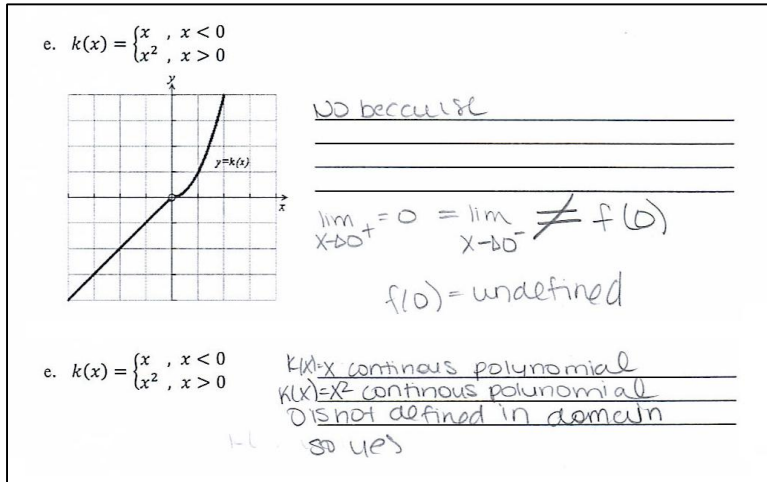 e. k(x) = {x , x < 0
x² , x > 0
y
NO because
y=k(x)
x
lim x→0⁺ = 0 = lim x→0⁻ ≠ f(0)
f(0) = undefined
e. k(x) = {x , x < 0
x² , x > 0
K(x)=x continous polynomial
K(x)=x² continous polynomial
0 is not defined in domain
so yes